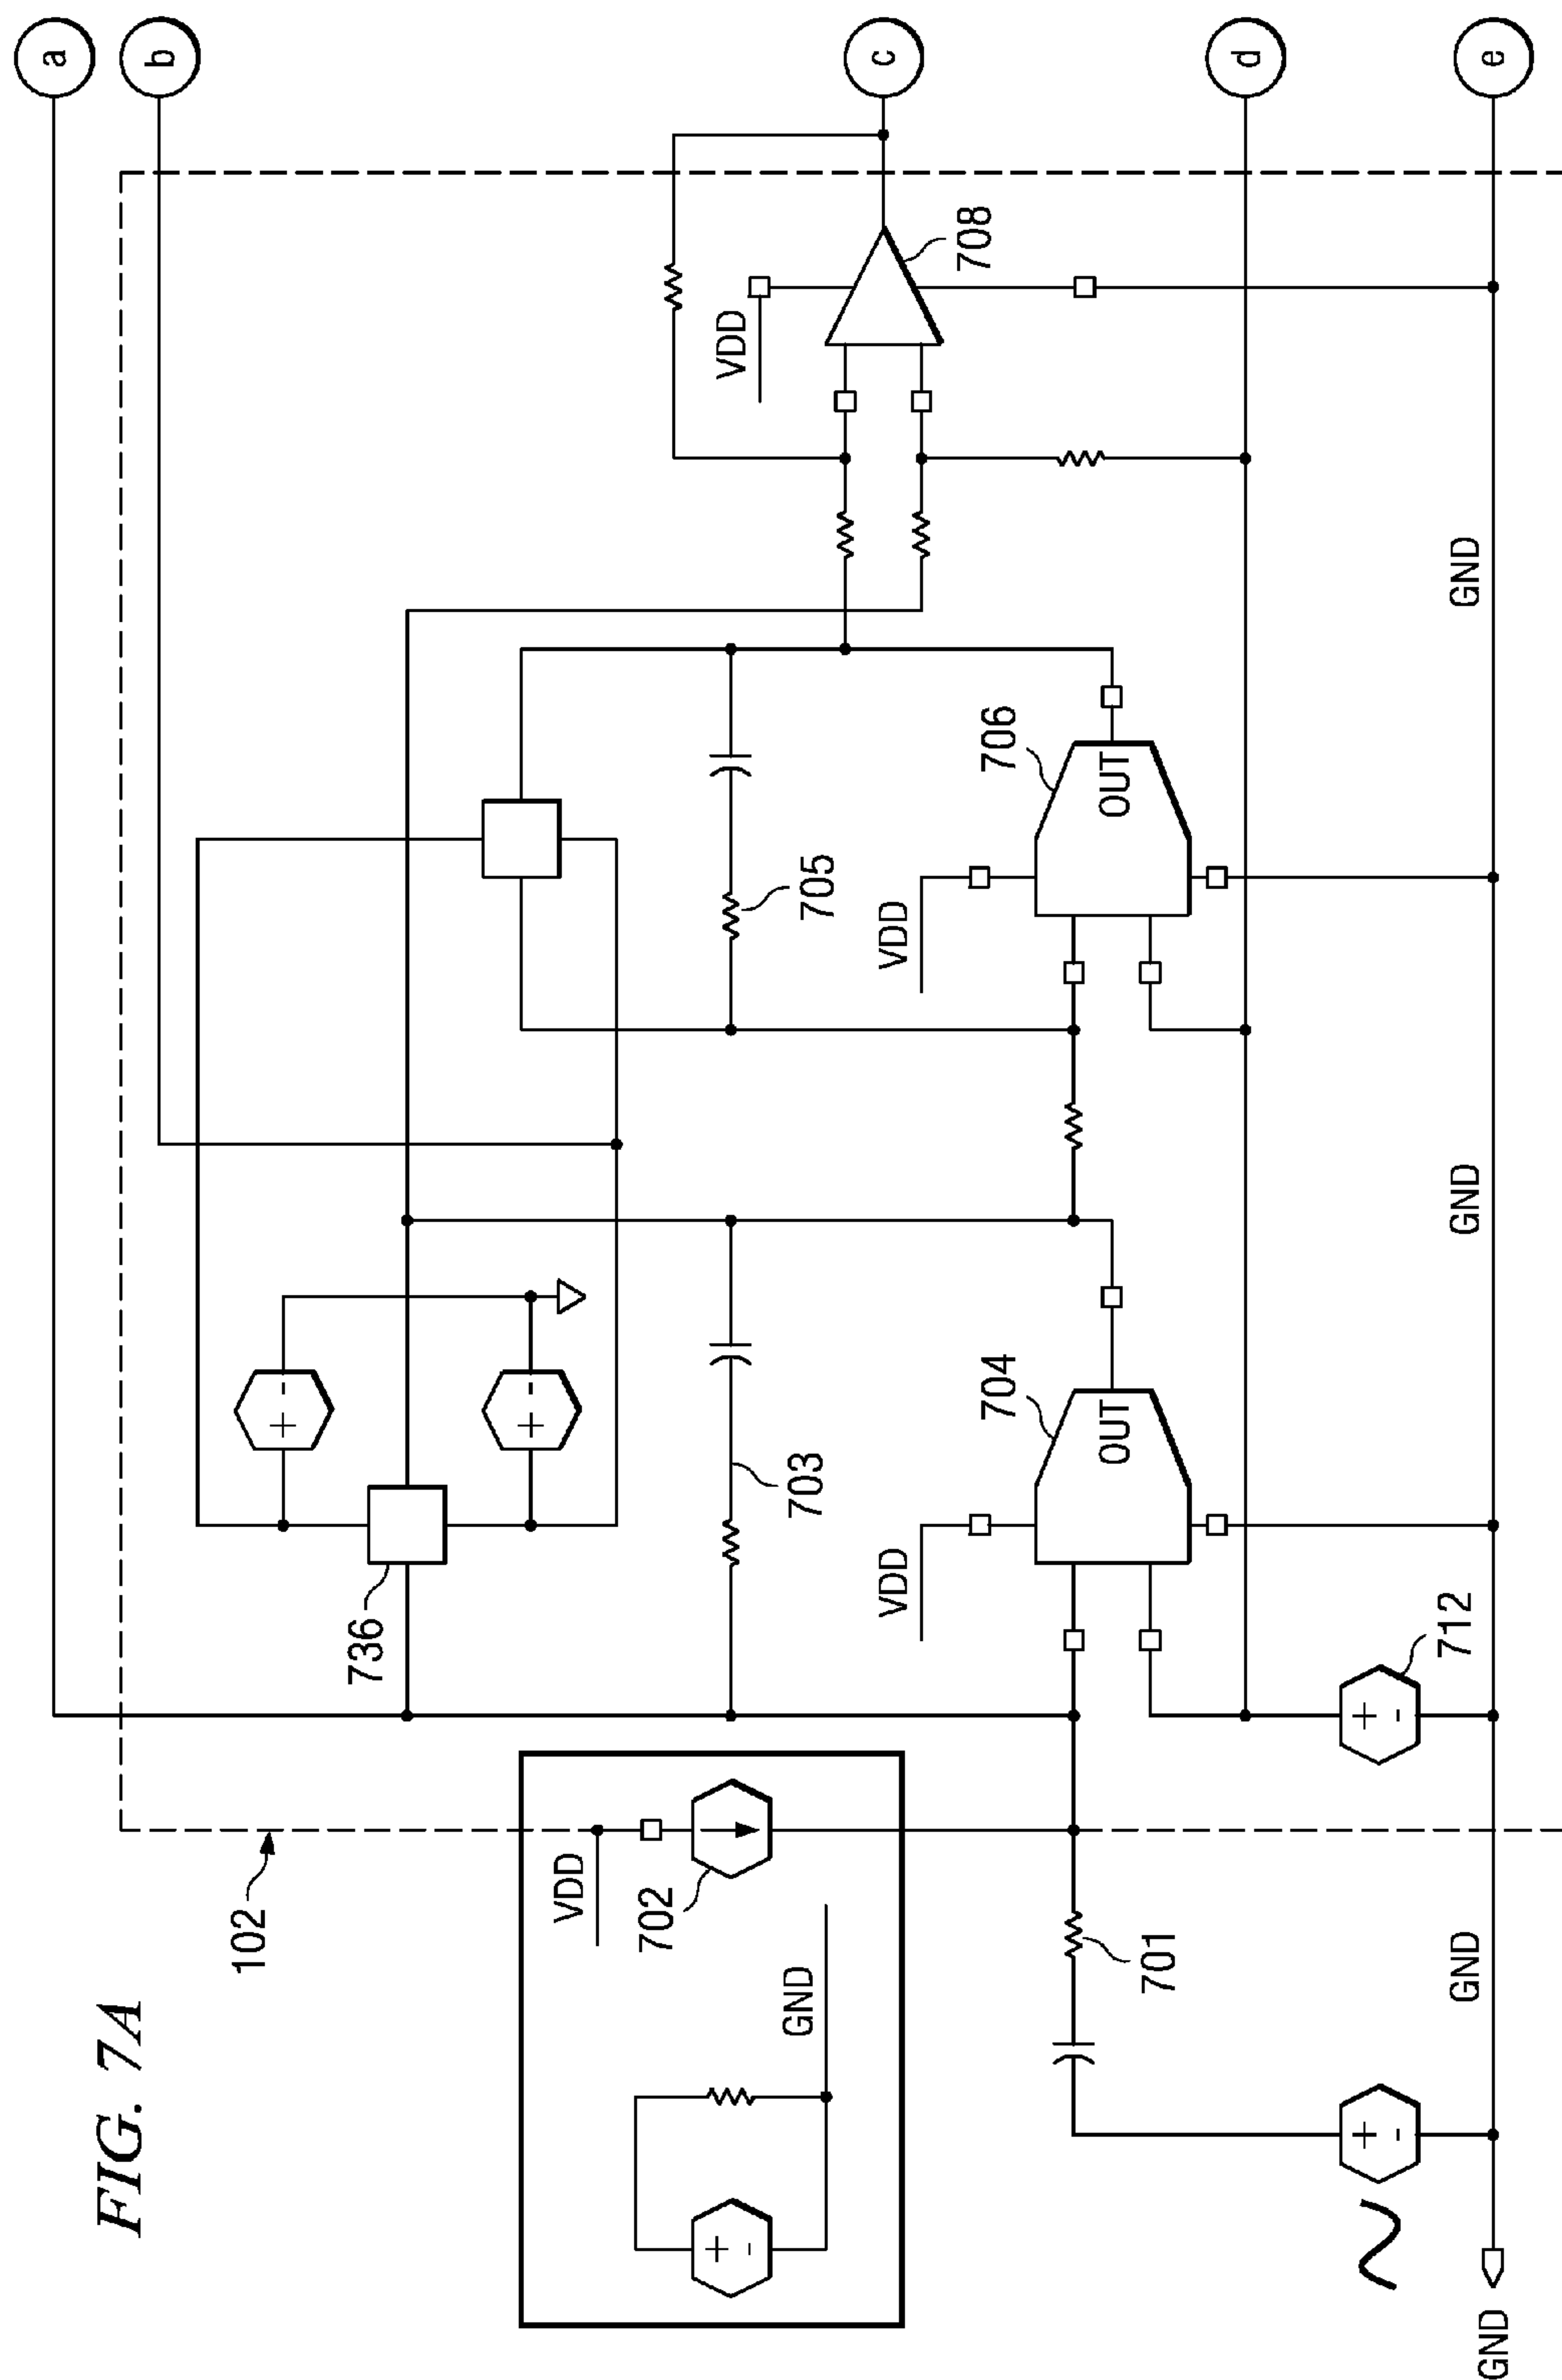 FIG. 7A
102
a
b
c
d
e
736
VDD
702
GND
703
705
VDD
708
701
VDD
704
OUT
VDD
706
OUT
+
-
+
-
+
-
+
-
712
+
-
GND
GND
GND
GND